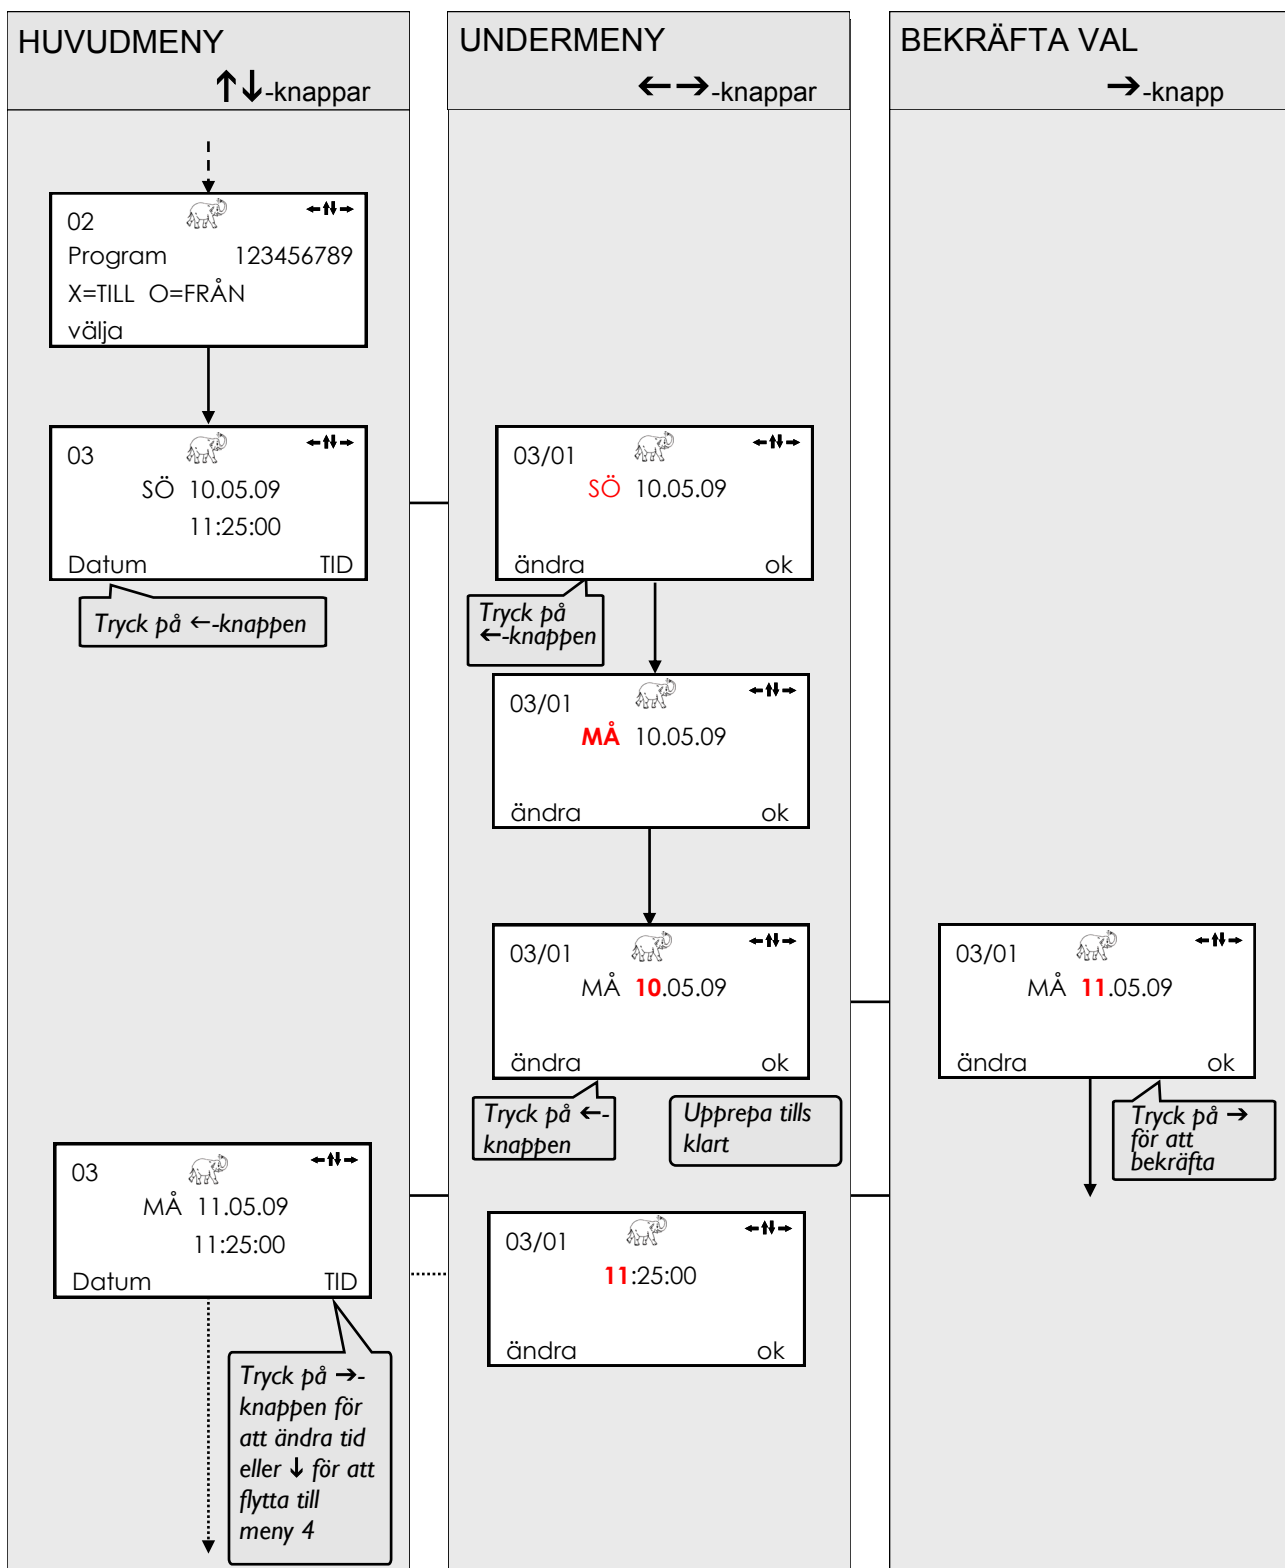 HUVUDMENY
↑↓-knappar
UNDERMENY
←→-knappar
BEKRÄFTA VAL
→-knapp
02 ←↑↓→
Program 123456789
X=TILL O=FRÅN
välja
03 ←↑↓→
SÖ 10.05.09
11:25:00
Datum TID
Tryck på ←-knappen
03/01 ←↑↓→
SÖ 10.05.09
ändra ok
Tryck på
←-knappen
03/01 ←↑↓→
MÅ 10.05.09
ändra ok
03/01 ←↑↓→
MÅ 10.05.09
ändra ok
Tryck på ←-
knappen
Upprepa tills
klart
03/01 ←↑↓→
MÅ 11.05.09
ändra ok
Tryck på →
för att
bekräfta
03 ←↑↓→
MÅ 11.05.09
11:25:00
Datum TID
Tryck på →-
knappen för
att ändra tid
eller ↓ för att
flytta till
meny 4
03/01 ←↑↓→
11:25:00
ändra ok